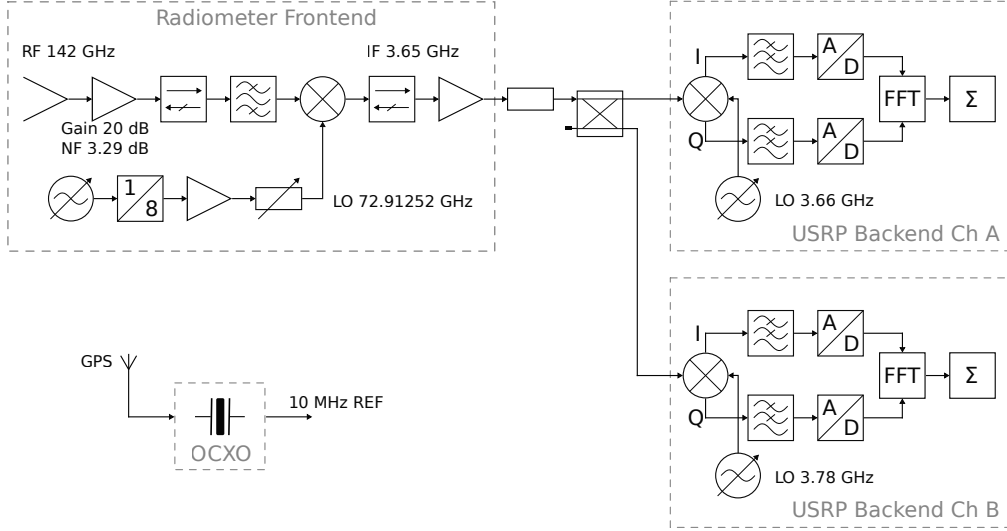 Radiometer Frontend
RF 142 GHz
IF 3.65 GHz
Gain 20 dB
NF 3.29 dB
1
8
LO 72.91252 GHz
I
A
D
FFT
Σ
Q
A
D
LO 3.66 GHz
USRP Backend Ch A
I
A
D
FFT
Σ
Q
A
D
LO 3.78 GHz
USRP Backend Ch B
GPS
10 MHz REF
OCXO